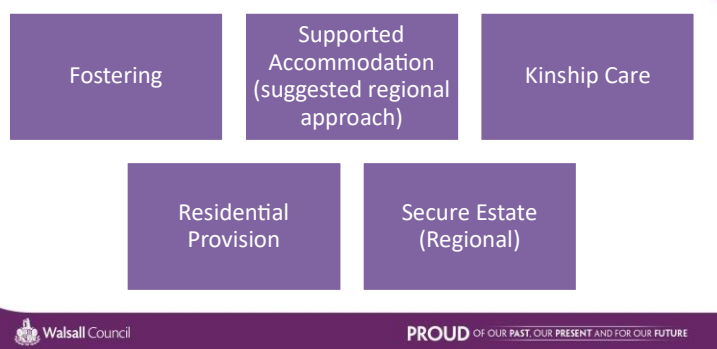 Fostering
Supported
Accommodation
(suggested regional
approach)
Kinship Care
Residential
Provision
Secure Estate
(Regional)
Walsall Council
PROUD OF OUR PAST, OUR PRESENT AND FOR OUR FUTURE